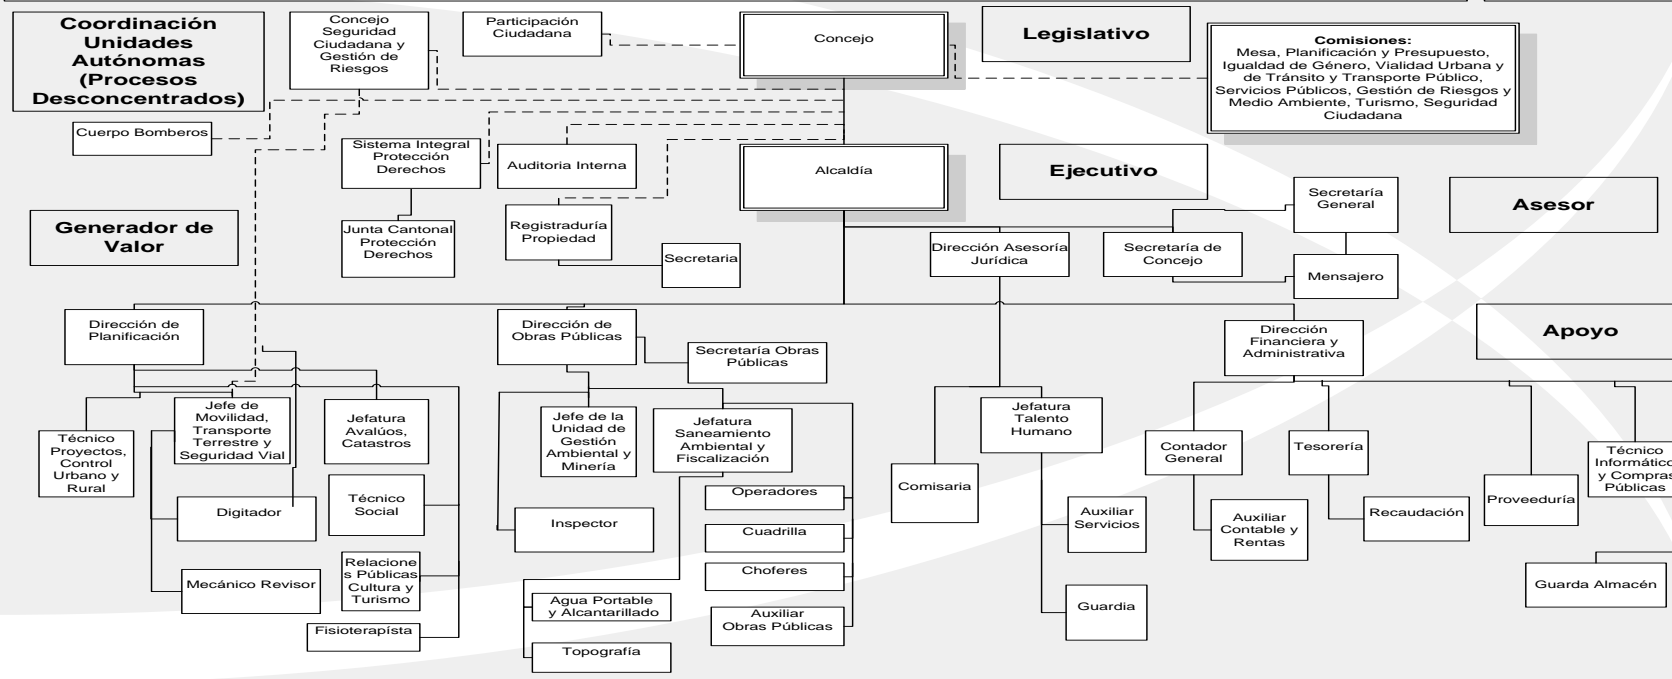 Coordinación
Unidades
Autónomas
(Procesos
Desconcentrados)
Concejo
Seguridad
Ciudadana y
Gestión de
Riesgos
Participación
Ciudadana
Concejo
Legislativo
Comisiones:
Mesa, Planificación y Presupuesto,
Igualdad de Género, Vialidad Urbana y
de Tránsito y Transporte Público,
Servicios Públicos, Gestión de Riesgos y
Medio Ambiente, Turismo, Seguridad
Ciudadana
Cuerpo Bomberos
Sistema Integral
Protección
Derechos
Auditoria Interna
Alcaldía
Ejecutivo
Secretaría
General
Asesor
Generador de
Valor
Junta Cantonal
Protección
Derechos
Registraduría
Propiedad
Secretaria
Dirección Asesoría
Jurídica
Secretaría de
Concejo
Mensajero
Dirección de
Planificación
Dirección de
Obras Públicas
Secretaría Obras
Públicas
Dirección
Financiera y
Administrativa
Apoyo
Técnico
Proyectos,
Control
Urbano y
Rural
Jefe de
Movilidad,
Transporte
Terrestre y
Seguridad Vial
Jefatura
Avalúos,
Catastros
Jefe de la
Unidad de
Gestión
Ambiental y
Minería
Jefatura
Saneamiento
Ambiental y
Fiscalización
Jefatura
Talento
Humano
Contador
General
Tesorería
Técnico
Informático
y Compras
Públicas
Comisaria
Proveeduría
Digitador
Técnico
Social
Inspector
Operadores
Cuadrilla
Choferes
Auxiliar
Obras Públicas
Auxiliar
Servicios
Auxiliar
Contable y
Rentas
Recaudación
Mecánico Revisor
Relacione
s Públicas
Cultura y
Turismo
Fisioterapísta
Agua Portable
y Alcantarillado
Topografía
Guardia
Guarda Almacén